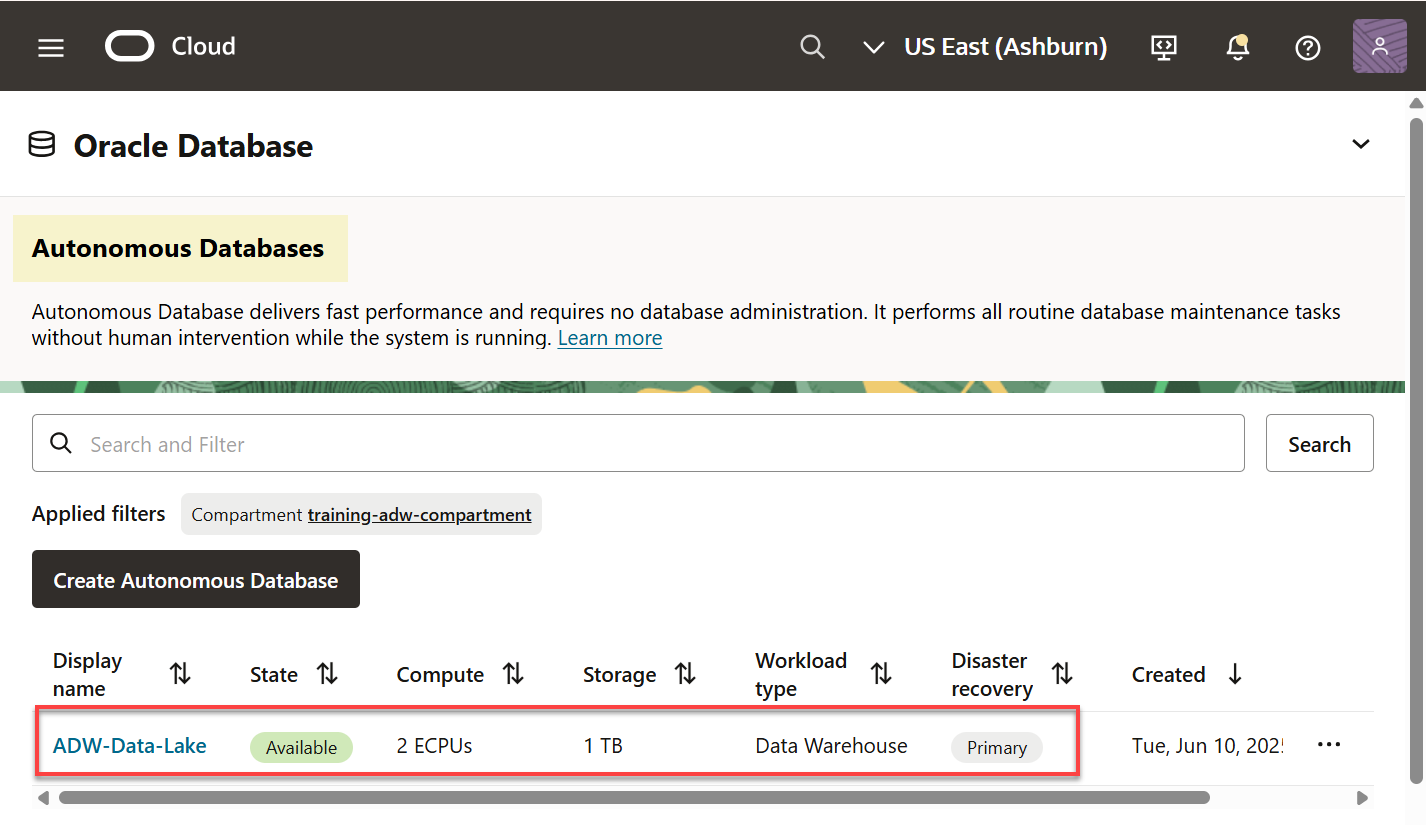 Cloud
US East (Ashburn)
Oracle Database
Autonomous Databases
Autonomous Database delivers fast performance and requires no database administration. It performs all routine database maintenance tasks
without human intervention while the system is running. Learn more
Search and Filter
Search
Applied filters
Compartment training-adw-compartment
Create Autonomous Database
Display name
State
Compute
Storage
Workload type
Disaster recovery
Created
ADW-Data-Lake
Available
2 ECPUs
1 TB
Data Warehouse
Primary
Tue, Jun 10, 2025